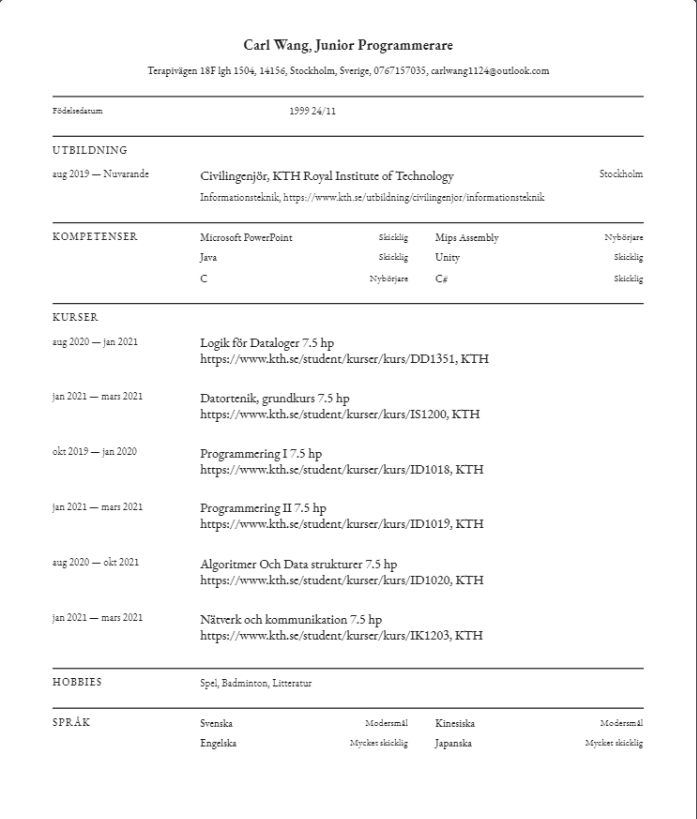 Carl Wang, Junior Programmerare
Terapivägen 18F lgh 1504, 14156, Stockholm, Sverige, 0767157035, carlwang1124@outlook.com
Födelsedatum 1999 24/11
UTBILDNING
aug 2019 — Nuvarande Civilingenjör, KTH Royal Institute of Technology Stockholm
Informationsteknik, https://www.kth.se/utbildning/civilingenjor/informationsteknik
KOMPETENSER Microsoft PowerPoint Skicklig Mips Assembly Nybörjare
Java Skicklig Unity Skicklig
C Nybörjare C# Skicklig
KURSER
aug 2020 — jan 2021 Logik för Dataloger 7.5 hp
https://www.kth.se/student/kurser/kurs/DD1351, KTH
jan 2021 — mars 2021 Datortenik, grundkurs 7.5 hp
https://www.kth.se/student/kurser/kurs/IS1200, KTH
okt 2019 — jan 2020 Programmering I 7.5 hp
https://www.kth.se/student/kurser/kurs/ID1018, KTH
jan 2021 — mars 2021 Programmering II 7.5 hp
https://www.kth.se/student/kurser/kurs/ID1019, KTH
aug 2020 — okt 2021 Algoritmer Och Data strukturer 7.5 hp
https://www.kth.se/student/kurser/kurs/ID1020, KTH
jan 2021 — mars 2021 Nätverk och kommunikation 7.5 hp
https://www.kth.se/student/kurser/kurs/IK1203, KTH
HOBBIES Spel, Badminton, Litteratur
SPRÅK Svenska Modersmål Kinesiska Modersmål
Engelska Mycket skicklig Japanska Mycket skicklig